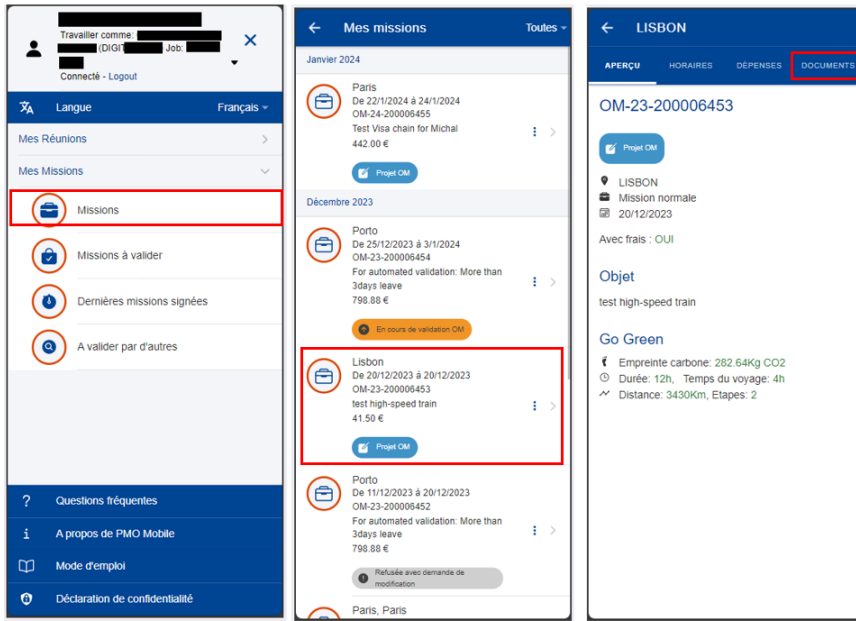 Travailler comme:
(DIGIT
Job:
Connecté - Logout
Langue
Français
Mes Réunions
Mes Missions
Missions
Missions à valider
Dernières missions signées
A valider par d'autres
?
Questions fréquentes
i
A propos de PMO Mobile
Mode d'emploi
Déclaration de confidentialité
Mes missions
Toutes
Janvier 2024
Paris
De 22/1/2024 à 24/1/2024
OM-24-200006455
Test Visa chain for Michal
442.00 €
Projet OM
Décembre 2023
Porto
De 25/12/2023 à 3/1/2024
OM-23-200006454
For automated validation: More than
3days leave
798.88 €
En cours de validation OM
Lisbon
De 20/12/2023 à 20/12/2023
OM-23-200006453
test high-speed train
41.50 €
Projet OM
Porto
De 11/12/2023 à 20/12/2023
OM-23-200006452
For automated validation: More than
3days leave
798.88 €
Refusée avec demande de
modification
Paris, Paris
LISBON
APERÇU HORAIRES DÉPENSES DOCUMENTS
OM-23-200006453
Projet OM
LISBON
Mission normale
20/12/2023
Avec frais : OUI
Objet
test high-speed train
Go Green
Empreinte carbone: 282.64Kg CO2
Durée: 12h, Temps du voyage: 4h
Distance: 3430Km, Etapes: 2